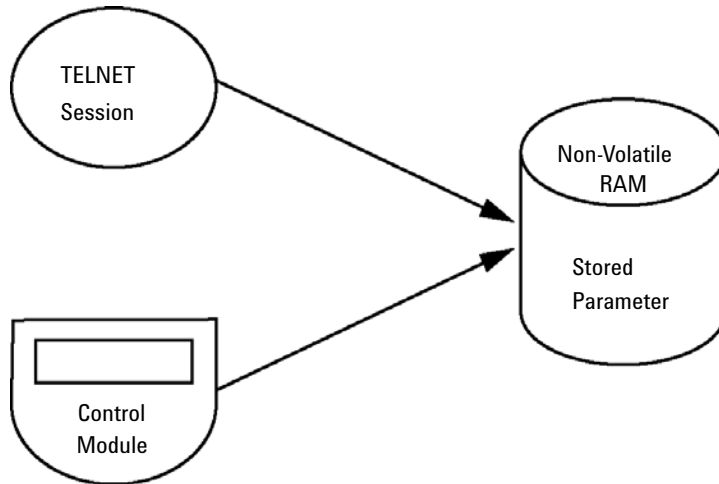 TELNET
Session
Non-Volatile
RAM
Stored
Parameter
Control
Module